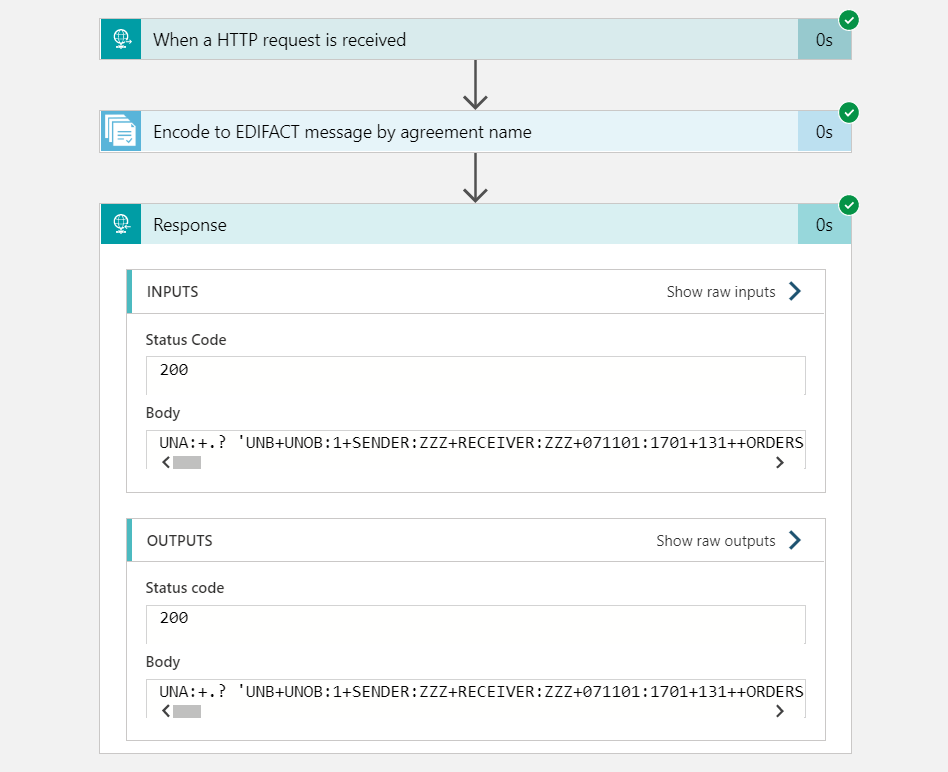 When a HTTP request is received
0s
Encode to EDIFACT message by agreement name
0s
Response
0s
INPUTS
Show raw inputs
Status Code
200
Body
UNA:+.? 'UNB+UNOB:1+SENDER:ZZZ+RECEIVER:ZZZ+071101:1701+131++ORDERS
OUTPUTS
Show raw outputs
Status code
200
Body
UNA:+.? 'UNB+UNOB:1+SENDER:ZZZ+RECEIVER:ZZZ+071101:1701+131++ORDERS